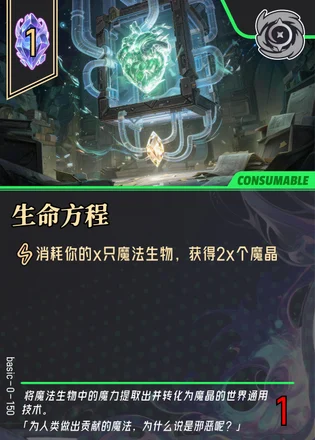 1
CONSUMABLE
生命方程
消耗你的x只魔法生物，获得2x个魔晶
basic-0-150
将魔法生物中的魔力提取出并转化为魔晶的世界通用
技术。
「为人类做出贡献的魔法，为什么说是邪恶呢？」
1